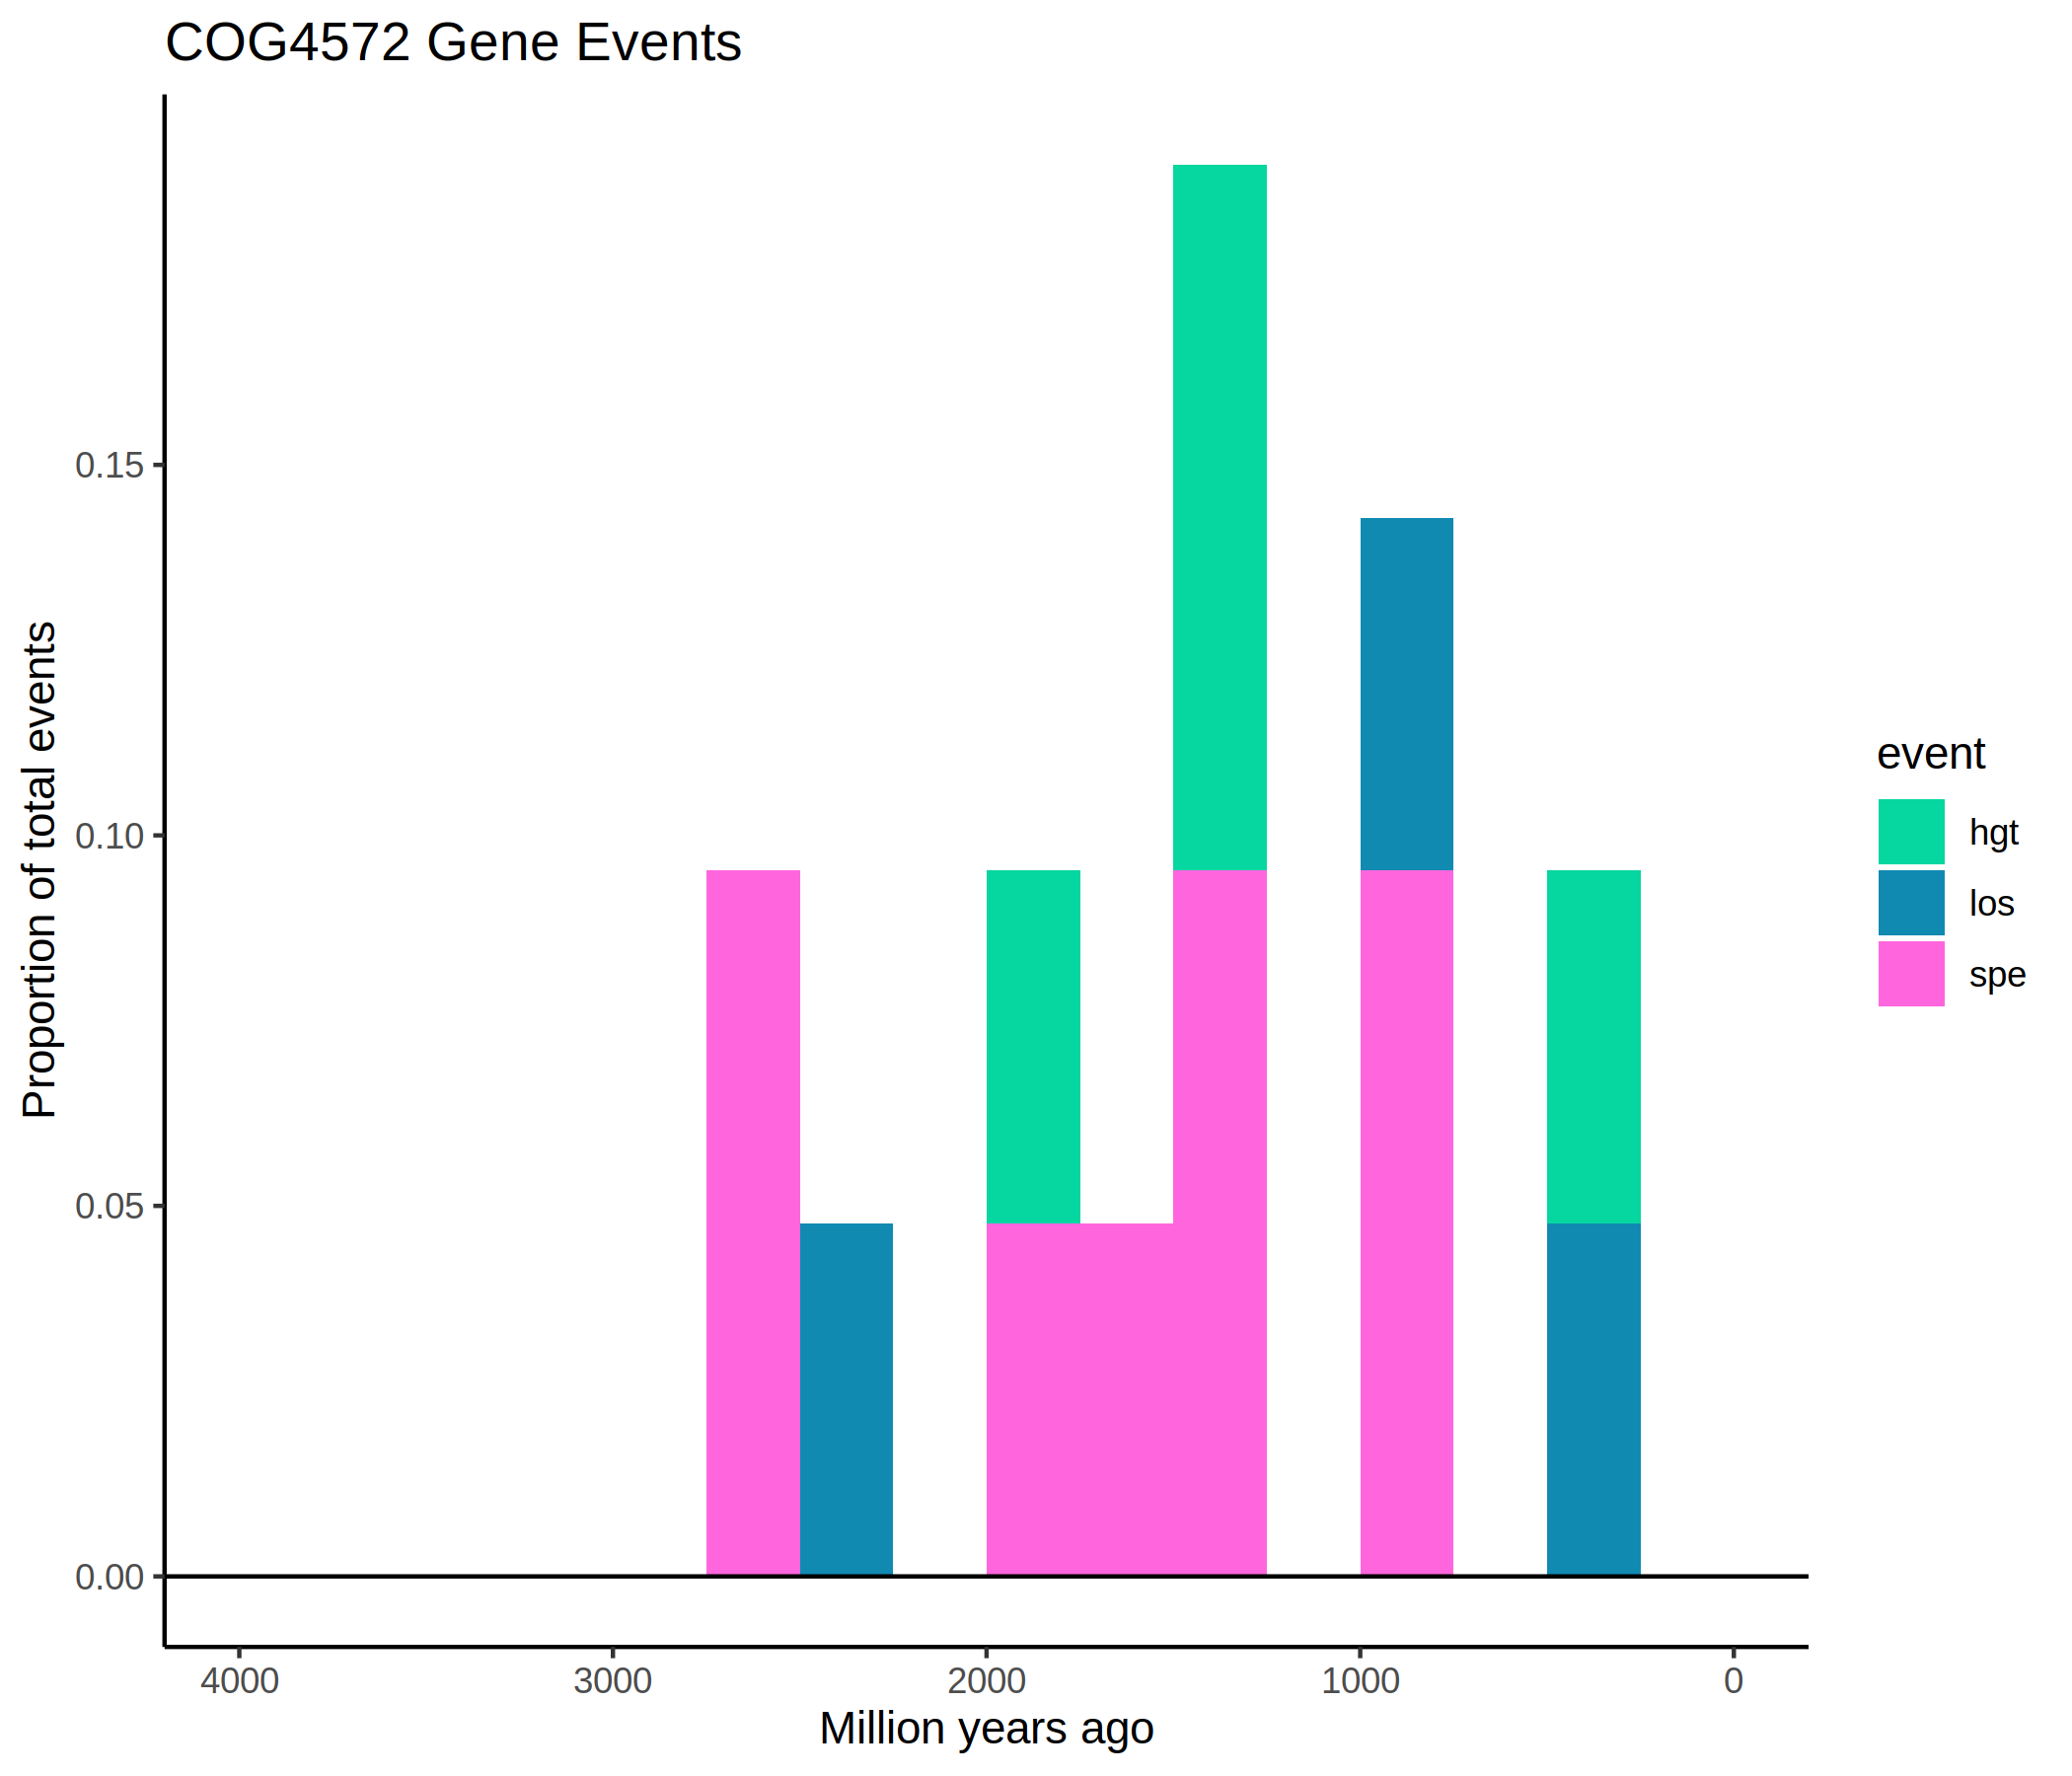 COG4572 Gene Events
Proportion of total events
0.15
0.10
0.05
0.00
4000 3000 2000 1000 0
Million years ago
event
hgt
los
spe